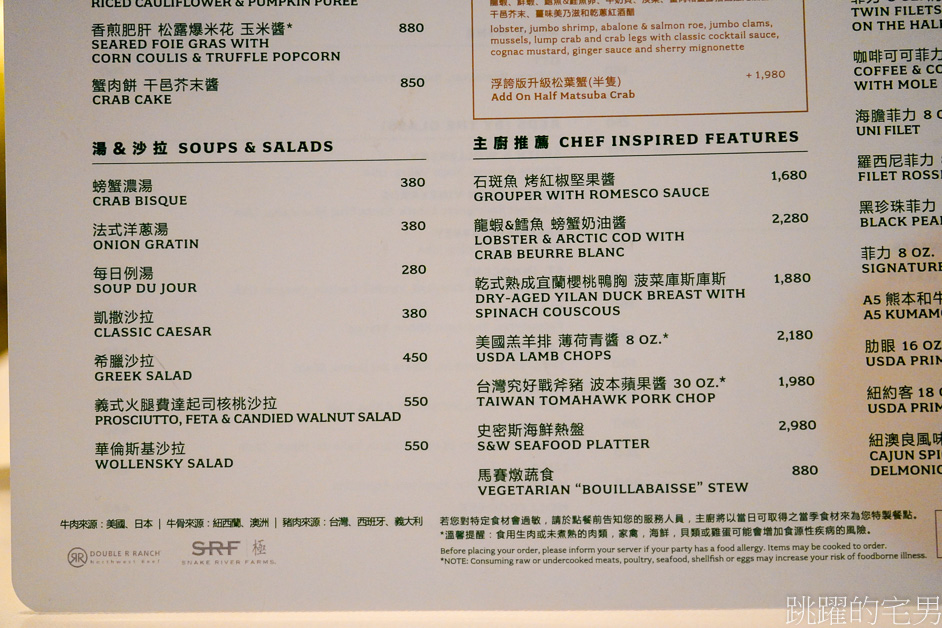 RICED CAULIFLOWER & PUMPKIN PUREE
香煎肥肝 松露爆米花 玉米醬* 880
SEARED FOIE GRAS WITH
CORN COULIS & TRUFFLE POPCORN
蟹肉餅 干邑芥末醬 850
CRAB CAKE
湯&沙拉 SOUPS & SALADS
螃蟹濃湯 380
CRAB BISQUE
法式洋蔥湯 380
ONION GRATIN
每日例湯 280
SOUP DU JOUR
凱撒沙拉 380
CLASSIC CAESAR
希臘沙拉 450
GREEK SALAD
義式火腿費達起司核桃沙拉 550
PROSCIUTTO, FETA & CANDIED WALNUT SALAD
華倫斯基沙拉 550
WOLLENSKY SALAD
干邑芥末、薑味美乃滋和乾蔥紅酒醋
lobster, jumbo shrimp, abalone & salmon roe, jumbo clams,
mussels, lump crab and crab legs with classic cocktail sauce,
cognac mustard, ginger sauce and sherry mignonette
浮誇版升級松葉蟹(半隻) + 1,980
Add On Half Matsuba Crab
主廚推薦 CHEF INSPIRED FEATURES
石斑魚 烤紅椒堅果醬 1,680
GROUPER WITH ROMESCO SAUCE
龍蝦&鱈魚 螃蟹奶油醬 2,280
LOBSTER & ARCTIC COD WITH
CRAB BEURRE BLANC
乾式熟成宜蘭櫻桃鴨胸 菠菜庫斯庫斯 1,880
DRY-AGED YILAN DUCK BREAST WITH
SPINACH COUSCOUS
美國羔羊排 薄荷青醬 8 OZ.* 2,180
USDA LAMB CHOPS
台灣究好戰斧豬 波本蘋果醬 30 OZ.* 1,980
TAIWAN TOMAHAWK PORK CHOP
史密斯海鮮熱盤 2,980
S&W SEAFOOD PLATTER
馬賽燉蔬食 880
VEGETARIAN “BOUILLABAISSE” STEW
TWIN FILETS
ON THE HAL
咖啡可可菲力
COFFEE & CO
WITH MOLE
海膽菲力 8 O
UNI FILET
羅西尼菲力
FILET ROSS
黑珍珠菲力
BLACK PEA
菲力 8 OZ.
SIGNATUR
A5 熊本和牛
A5 KUMAM
肋眼 16 OZ
USDA PRIM
紐約客 18
USDA PRIM
紐澳良風味
CAJUN SPI
DELMONIC
牛肉來源：美國、日本 | 牛骨來源：紐西蘭、澳洲 | 豬肉來源：台灣、西班牙、義大利
RR DOUBLE R RANCH
Northwest Beef
SRF 極
SNAKE RIVER FARMS
若您對特定食材會過敏，請於點餐前告知您的服務人員，主廚將以當日可取得之當季食材來為您特製餐點。
*溫馨提醒：食用生肉或未煮熟的肉類，家禽，海鮮，貝類或雞蛋可能會增加食源性疾病的風險。
Before placing your order, please inform your server if your party has a food allergy. Items may be cooked to order.
*NOTE: Consuming raw or undercooked meats, poultry, seafood, shellfish or eggs may increase your risk of foodborne illness.
跳躍的宅男